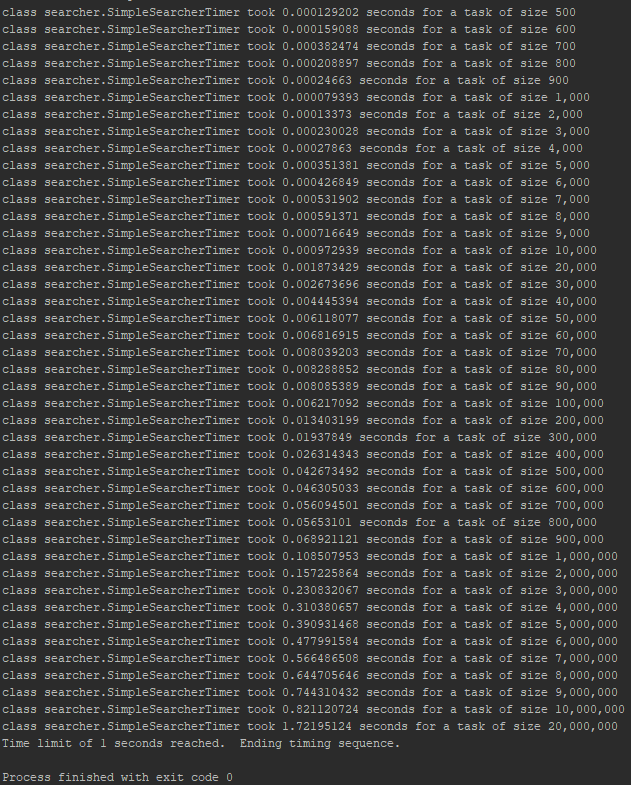 class searcher.SimpleSearcherTimer took 0.000129202 seconds for a task of size 500
class searcher.SimpleSearcherTimer took 0.000159088 seconds for a task of size 600
class searcher.SimpleSearcherTimer took 0.000382474 seconds for a task of size 700
class searcher.SimpleSearcherTimer took 0.000208897 seconds for a task of size 800
class searcher.SimpleSearcherTimer took 0.00024663 seconds for a task of size 900
class searcher.SimpleSearcherTimer took 0.000079393 seconds for a task of size 1,000
class searcher.SimpleSearcherTimer took 0.00013373 seconds for a task of size 2,000
class searcher.SimpleSearcherTimer took 0.000230028 seconds for a task of size 3,000
class searcher.SimpleSearcherTimer took 0.00027863 seconds for a task of size 4,000
class searcher.SimpleSearcherTimer took 0.000351381 seconds for a task of size 5,000
class searcher.SimpleSearcherTimer took 0.000426849 seconds for a task of size 6,000
class searcher.SimpleSearcherTimer took 0.000531902 seconds for a task of size 7,000
class searcher.SimpleSearcherTimer took 0.000591371 seconds for a task of size 8,000
class searcher.SimpleSearcherTimer took 0.000716649 seconds for a task of size 9,000
class searcher.SimpleSearcherTimer took 0.000972939 seconds for a task of size 10,000
class searcher.SimpleSearcherTimer took 0.001873429 seconds for a task of size 20,000
class searcher.SimpleSearcherTimer took 0.002673696 seconds for a task of size 30,000
class searcher.SimpleSearcherTimer took 0.004445394 seconds for a task of size 40,000
class searcher.SimpleSearcherTimer took 0.006118077 seconds for a task of size 50,000
class searcher.SimpleSearcherTimer took 0.006816915 seconds for a task of size 60,000
class searcher.SimpleSearcherTimer took 0.008039203 seconds for a task of size 70,000
class searcher.SimpleSearcherTimer took 0.008288852 seconds for a task of size 80,000
class searcher.SimpleSearcherTimer took 0.008085389 seconds for a task of size 90,000
class searcher.SimpleSearcherTimer took 0.006217092 seconds for a task of size 100,000
class searcher.SimpleSearcherTimer took 0.013403199 seconds for a task of size 200,000
class searcher.SimpleSearcherTimer took 0.01937849 seconds for a task of size 300,000
class searcher.SimpleSearcherTimer took 0.026314343 seconds for a task of size 400,000
class searcher.SimpleSearcherTimer took 0.042673492 seconds for a task of size 500,000
class searcher.SimpleSearcherTimer took 0.046305033 seconds for a task of size 600,000
class searcher.SimpleSearcherTimer took 0.056094501 seconds for a task of size 700,000
class searcher.SimpleSearcherTimer took 0.05653101 seconds for a task of size 800,000
class searcher.SimpleSearcherTimer took 0.068921121 seconds for a task of size 900,000
class searcher.SimpleSearcherTimer took 0.108507953 seconds for a task of size 1,000,000
class searcher.SimpleSearcherTimer took 0.157225864 seconds for a task of size 2,000,000
class searcher.SimpleSearcherTimer took 0.230832067 seconds for a task of size 3,000,000
class searcher.SimpleSearcherTimer took 0.310380657 seconds for a task of size 4,000,000
class searcher.SimpleSearcherTimer took 0.390931468 seconds for a task of size 5,000,000
class searcher.SimpleSearcherTimer took 0.477991584 seconds for a task of size 6,000,000
class searcher.SimpleSearcherTimer took 0.566486508 seconds for a task of size 7,000,000
class searcher.SimpleSearcherTimer took 0.644705646 seconds for a task of size 8,000,000
class searcher.SimpleSearcherTimer took 0.744310432 seconds for a task of size 9,000,000
class searcher.SimpleSearcherTimer took 0.821120724 seconds for a task of size 10,000,000
class searcher.SimpleSearcherTimer took 1.72195124 seconds for a task of size 20,000,000
Time limit of 1 seconds reached.  Ending timing sequence.
Process finished with exit code 0